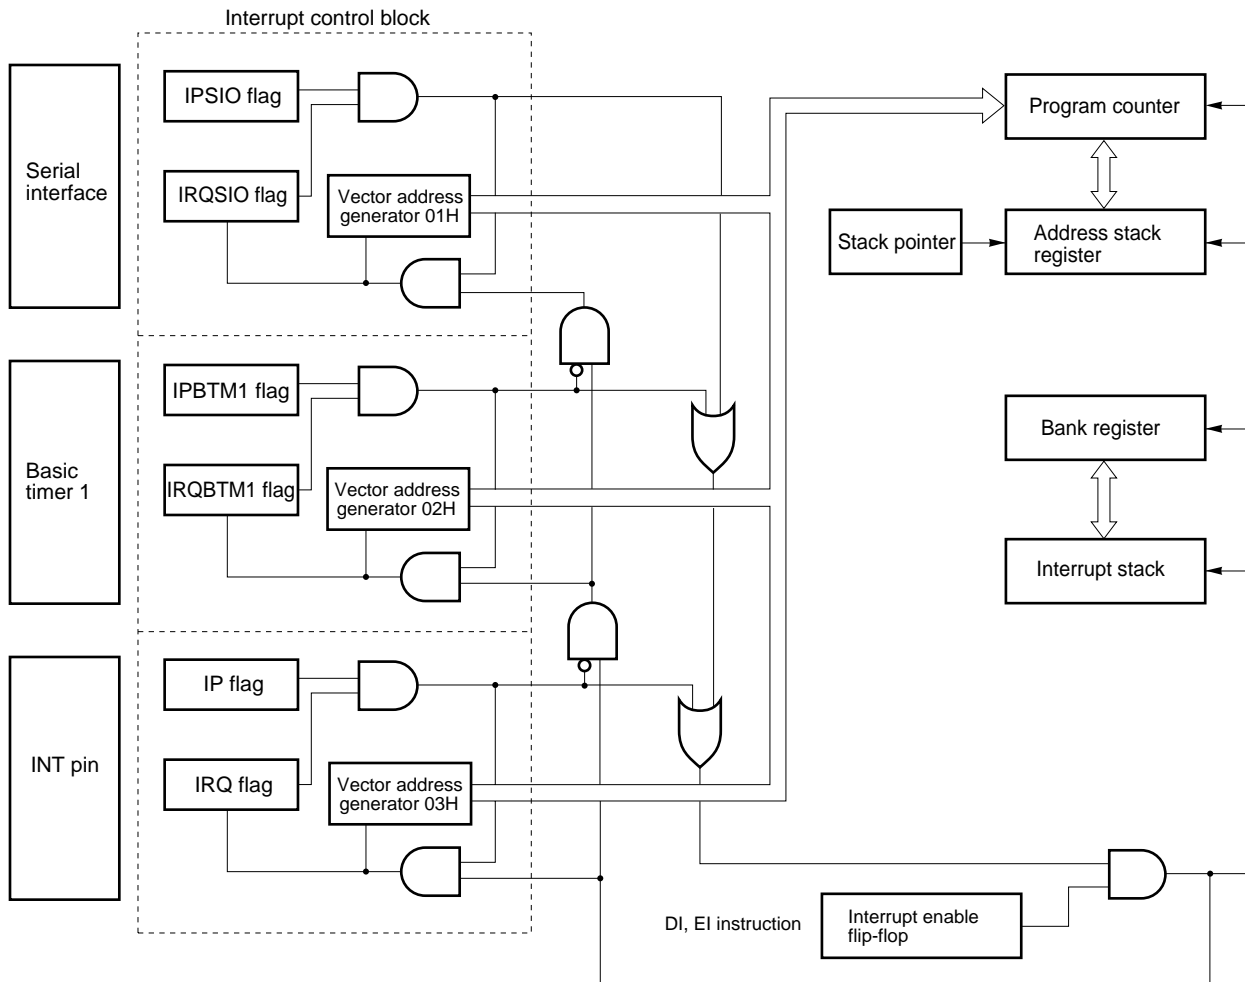 Interrupt control block
Serial
interface
IPSIO flag
IRQSIO flag
Vector address
generator 01H
Program counter
Stack pointer
Address stack
register
Basic
timer 1
IPBTM1 flag
IRQBTM1 flag
Vector address
generator 02H
Bank register
Interrupt stack
INT pin
IP flag
IRQ flag
Vector address
generator 03H
DI, EI instruction
Interrupt enable
flip-flop